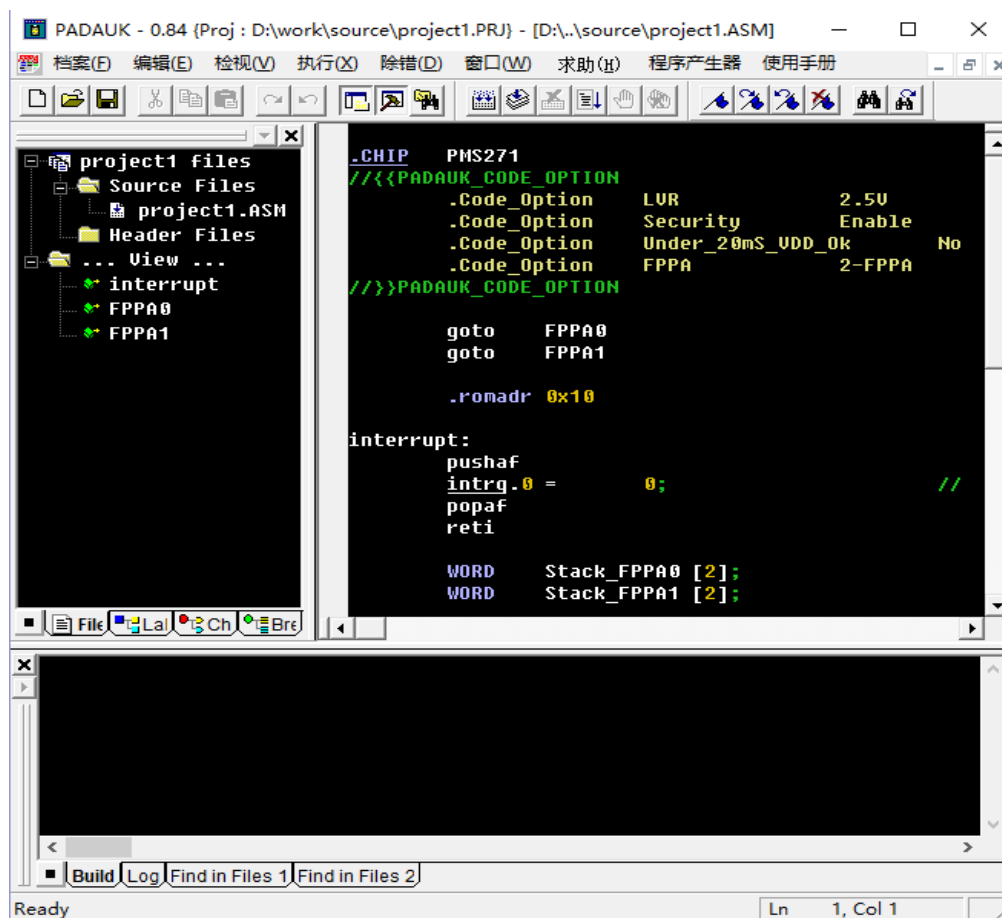 PADAUK - 0.84 {Proj : D:\work\source\project1.PRJ} - [D:\..\source\project1.ASM]
档案(F) 编辑(E) 检视(V) 执行(X) 除错(D) 窗口(W) 求助(H) 程序产生器 使用手册
project1 files
Source Files
project1.ASM
Header Files
... View ...
interrupt
FPPA0
FPPA1
File Lal Ch Bre
.CHIP PMS271
//{{PADAUK_CODE_OPTION
.Code_Option LVR 2.5V
.Code_Option Security Enable
.Code_Option Under_20mS_VDD_Ok No
.Code_Option FPPA 2-FPPA
//}}PADAUK_CODE_OPTION
goto FPPA0
goto FPPA1
.romadr 0x10
interrupt:
pushaf
intrq.0 = 0; //
popaf
reti
WORD Stack_FPPA0 [2];
WORD Stack_FPPA1 [2];
Build Log Find in Files 1 Find in Files 2
Ready Ln 1, Col 1